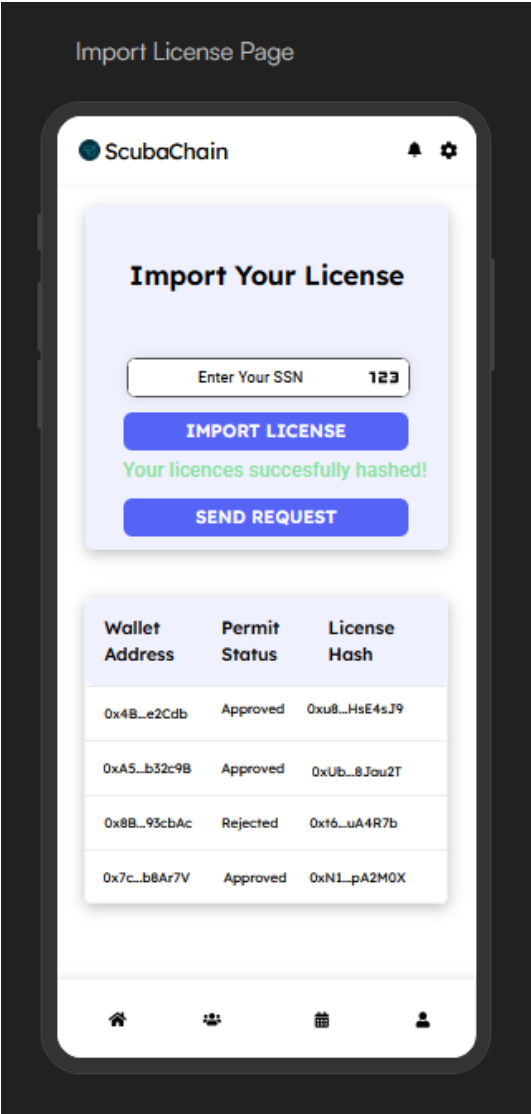 Import License Page
ScubaChain
Import Your License
Enter Your SSN 123
IMPORT LICENSE
Your licences succesfully hashed!
SEND REQUEST
Wallet Address Permit Status License Hash
0x4B...e2Cdb Approved 0xu8...HsE4sJ9
0xA5...b32c9B Approved 0xUb...8Jau2T
0x8B...93cbAc Rejected 0xt6...uA4R7b
0x7c...b8Ar7V Approved 0xN1...pA2M0X